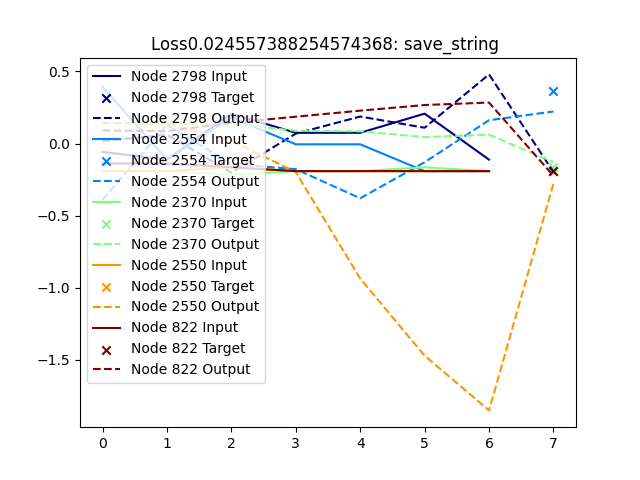 Loss0.024557388254574368: save_string
0.5
0.0
−0.5
−1.0
−1.5
Node 2798 Input
Node 2798 Target
Node 2798 Output
Node 2554 Input
Node 2554 Target
Node 2554 Output
Node 2370 Input
Node 2370 Target
Node 2370 Output
Node 2550 Input
Node 2550 Target
Node 2550 Output
Node 822 Input
Node 822 Target
Node 822 Output
0 1 2 3 4 5 6 7